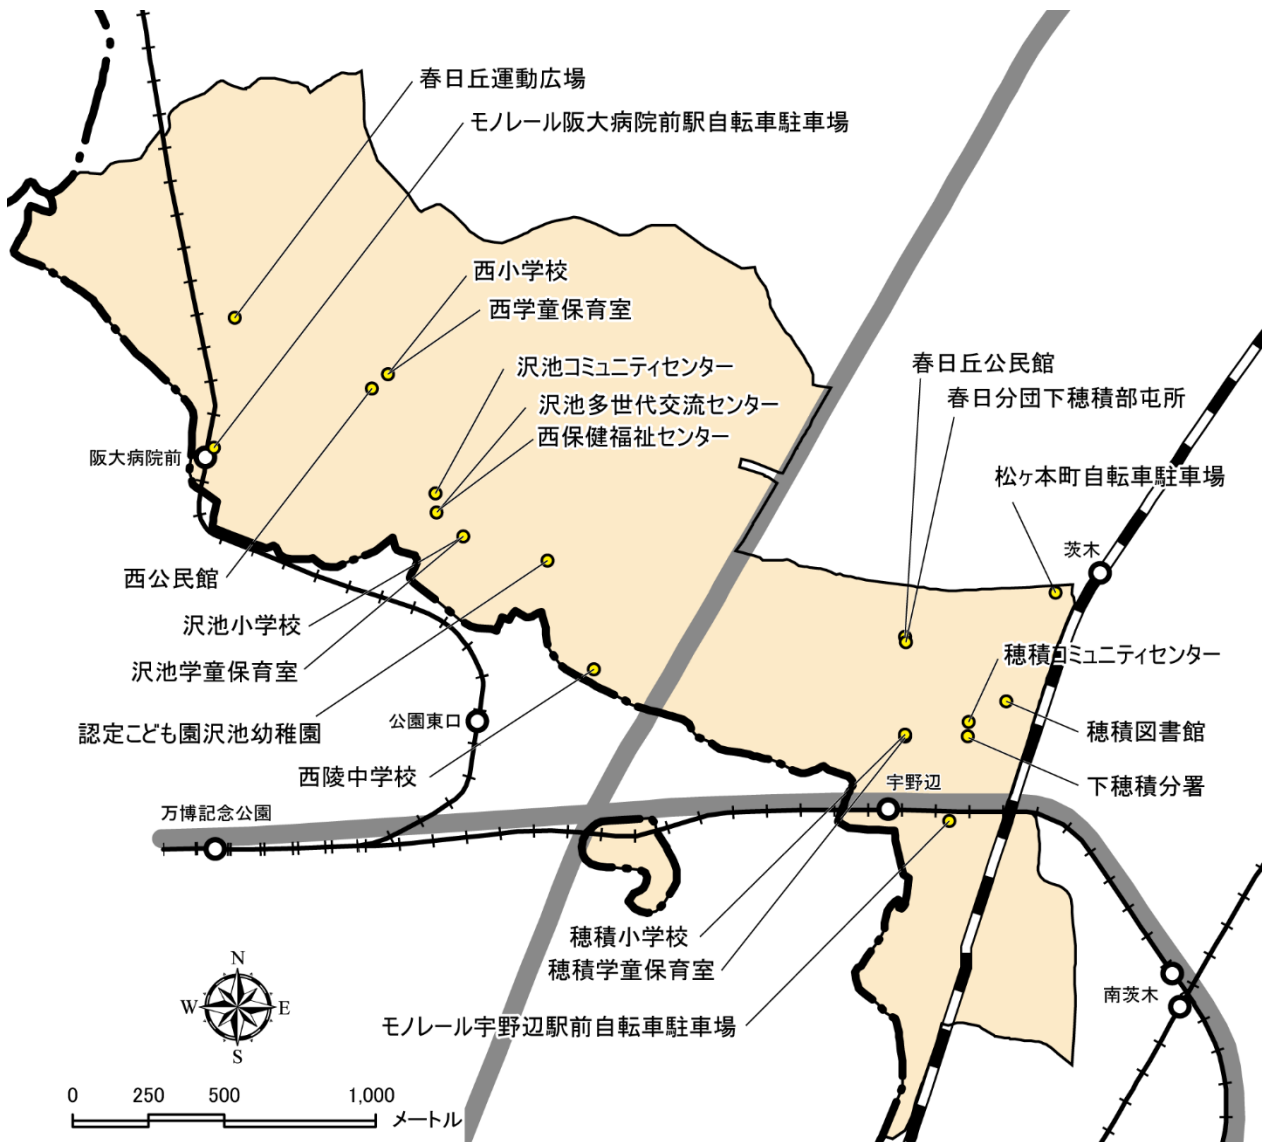 春日丘運動広場
モノレール阪大病院前駅自転車駐車場
西小学校
西学童保育室
沢池コミュニティセンター
沢池多世代交流センター
西保健福祉センター
春日丘公民館
春日分団下穂積部屯所
松ヶ本町自転車駐車場
阪大病院前
茨木
西公民館
沢池小学校
沢池学童保育室
穂積コミュニティセンター
認定こども園沢池幼稚園
公園東口
穂積図書館
西陵中学校
下穂積分署
万博記念公園
宇野辺
穂積小学校
穂積学童保育室
モノレール宇野辺駅前自転車駐車場
南茨木
N
W E
S
0 250 500 1,000
メートル